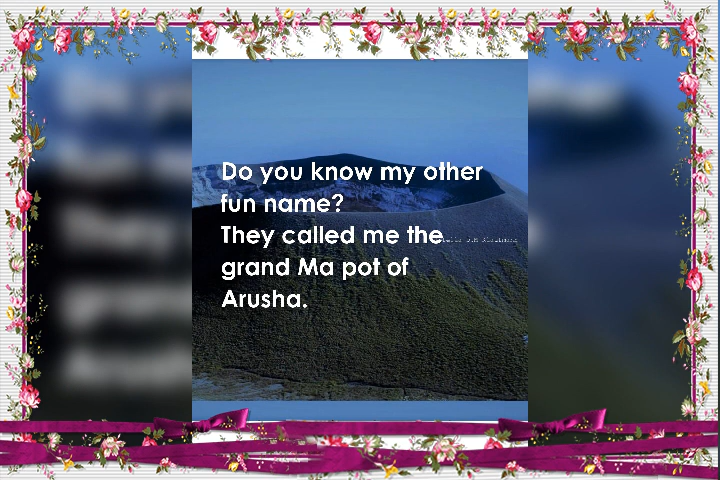 Do you know my other
fun name?
They called me the
grand Ma pot of
Arusha.